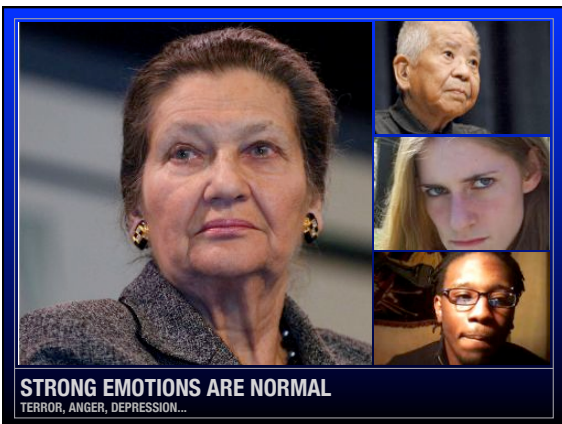 STRONG EMOTIONS ARE NORMAL
TERROR, ANGER, DEPRESSION...